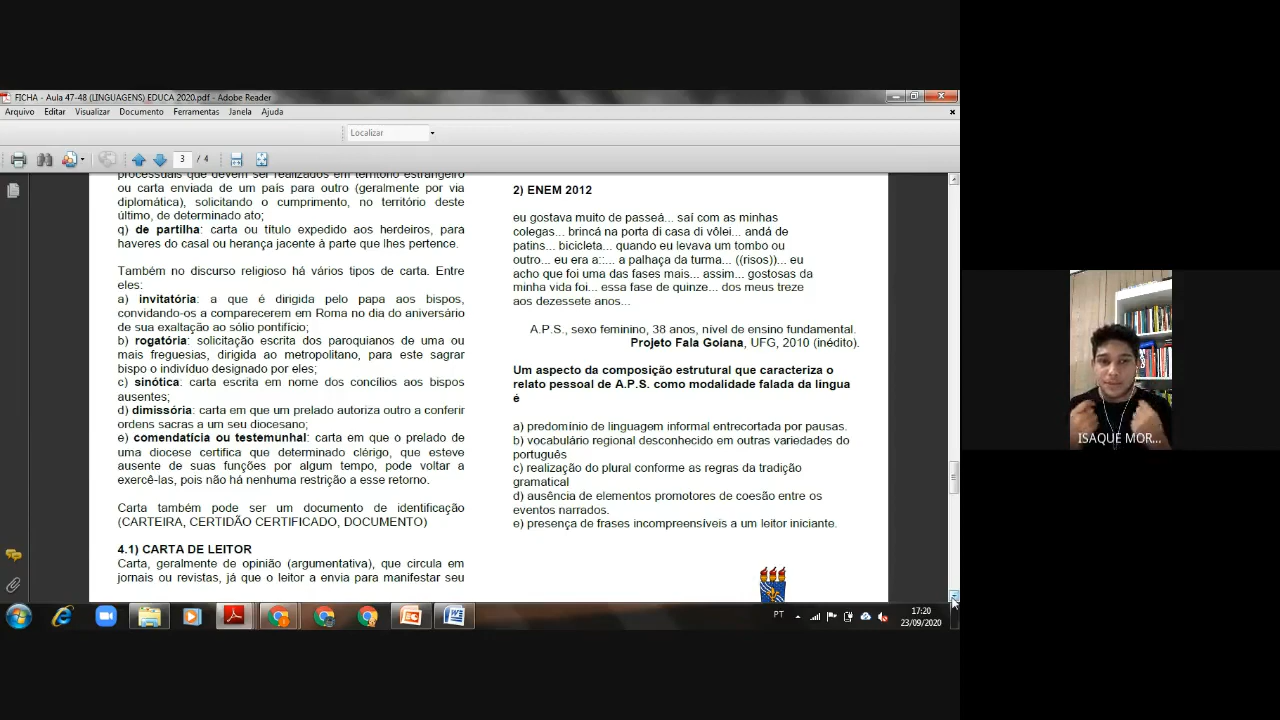 FICHA - Aula 47-48 (LINGUAGENS) EDUCA 2020.pdf - Adobe Reader
Arquivo Editar Visualizar Documento Ferramentas Janela Ajuda
Localizar
3 / 4
processuais que devem ser realizados em território estrangeiro
ou carta enviada de um país para outro (geralmente por via
diplomática), solicitando o cumprimento, no território deste
último, de determinado ato;
q) de partilha: carta ou título expedido aos herdeiros, para
haveres do casal ou herança jacente à parte que lhes pertence.
Também no discurso religioso há vários tipos de carta. Entre
eles:
a) invitatória: a que é dirigida pelo papa aos bispos,
convidando-os a comparecerem em Roma no dia do aniversário
de sua exaltação ao sólio pontifício;
b) rogatória: solicitação escrita dos paroquianos de uma ou
mais freguesias, dirigida ao metropolitano, para este sagrar
bispo o indivíduo designado por eles;
c) sinótica: carta escrita em nome dos concílios aos bispos
ausentes;
d) dimissória: carta em que um prelado autoriza outro a conferir
ordens sacras a um seu diocesano;
e) comendatícia ou testemunhal: carta em que o prelado de
uma diocese certifica que determinado clérigo, que esteve
ausente de suas funções por algum tempo, pode voltar a
exercê-las, pois não há nenhuma restrição a esse retorno.
Carta também pode ser um documento de identificação
(CARTEIRA, CERTIDÃO CERTIFICADO, DOCUMENTO)
4.1) CARTA DE LEITOR
Carta, geralmente de opinião (argumentativa), que circula em
jornais ou revistas, já que o leitor a envia para manifestar seu
2) ENEM 2012
eu gostava muito de passeá... saí com as minhas
colegas... brincá na porta di casa di vôlei... andá de
patins... bicicleta... quando eu levava um tombo ou
outro... eu era a::... a palhaça da turma... ((risos))... eu
acho que foi uma das fases mais... assim... gostosas da
minha vida foi... essa fase de quinze... dos meus treze
aos dezessete anos...
A.P.S., sexo feminino, 38 anos, nível de ensino fundamental.
Projeto Fala Goiana, UFG, 2010 (inédito).
Um aspecto da composição estrutural que caracteriza o
relato pessoal de A.P.S. como modalidade falada da língua
é
a) predomínio de linguagem informal entrecortada por pausas.
b) vocabulário regional desconhecido em outras variedades do
português
c) realização do plural conforme as regras da tradição
gramatical
d) ausência de elementos promotores de coesão entre os
eventos narrados.
e) presença de frases incompreensíveis a um leitor iniciante.
PT
17:20
23/09/2020
ISAQUE MOR...